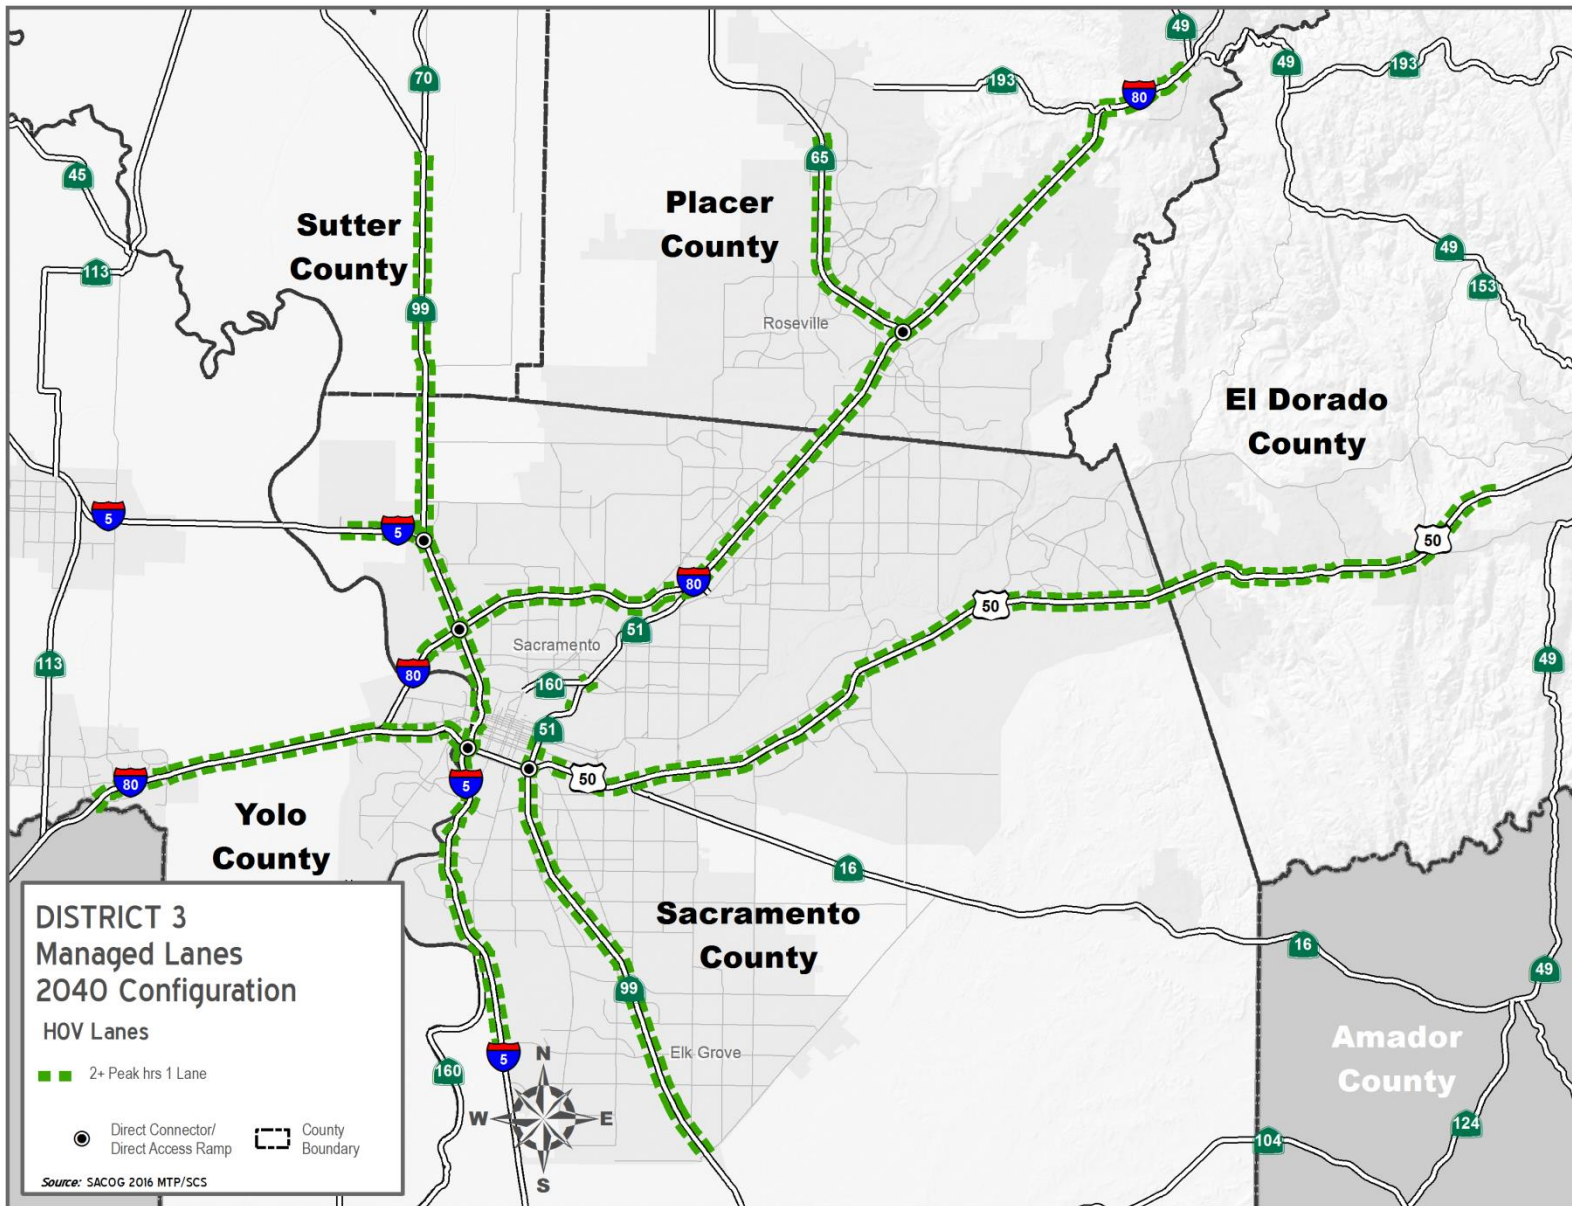 49
70
193
80
49
193
65
45
Sutter
County
Placer
County
49
113
153
99
Roseville
El Dorado
County
5
5
50
80
50
51
Sacramento
113
80
49
160
51
80
5
50
Yolo
County
16
Sacramento
County
DISTRICT 3
Managed Lanes
2040 Configuration
HOV Lanes
2+ Peak hrs 1 Lane
Direct Connector/
Direct Access Ramp
County
Boundary
Source: SACOG 2016 MTP/SCS
16
49
99
Amador
County
5
Elk Grove
160
N
W
E
S
104
124